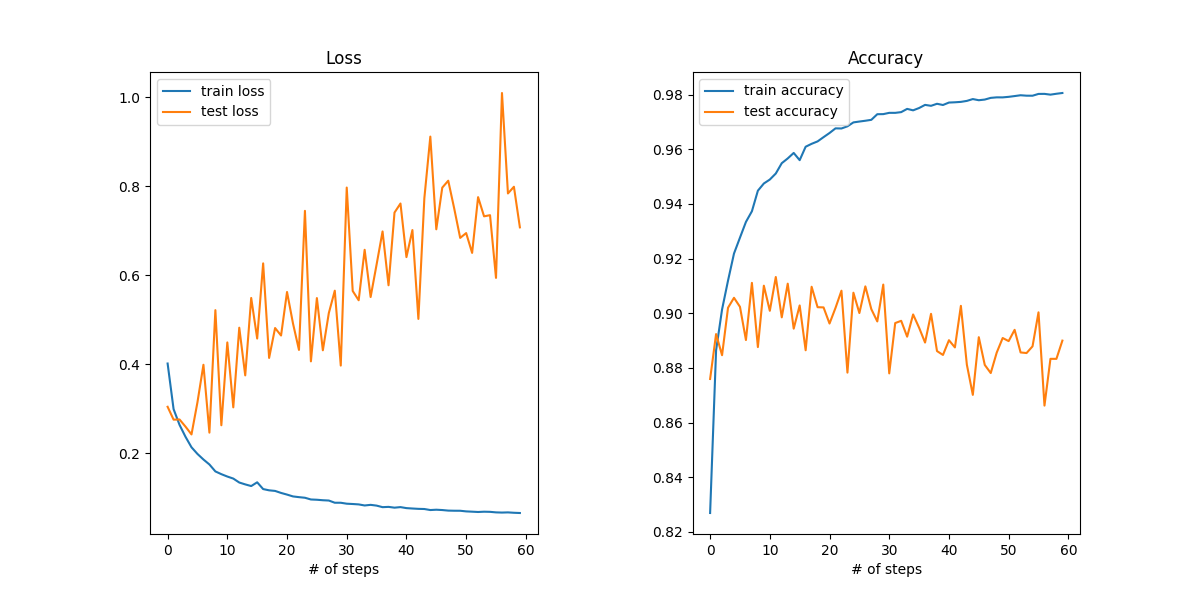 Loss
train loss
test loss
1.0
0.8
0.6
0.4
0.2
0 10 20 30 40 50 60
# of steps
Accuracy
train accuracy
test accuracy
0.98
0.96
0.94
0.92
0.90
0.88
0.86
0.84
0.82
0 10 20 30 40 50 60
# of steps